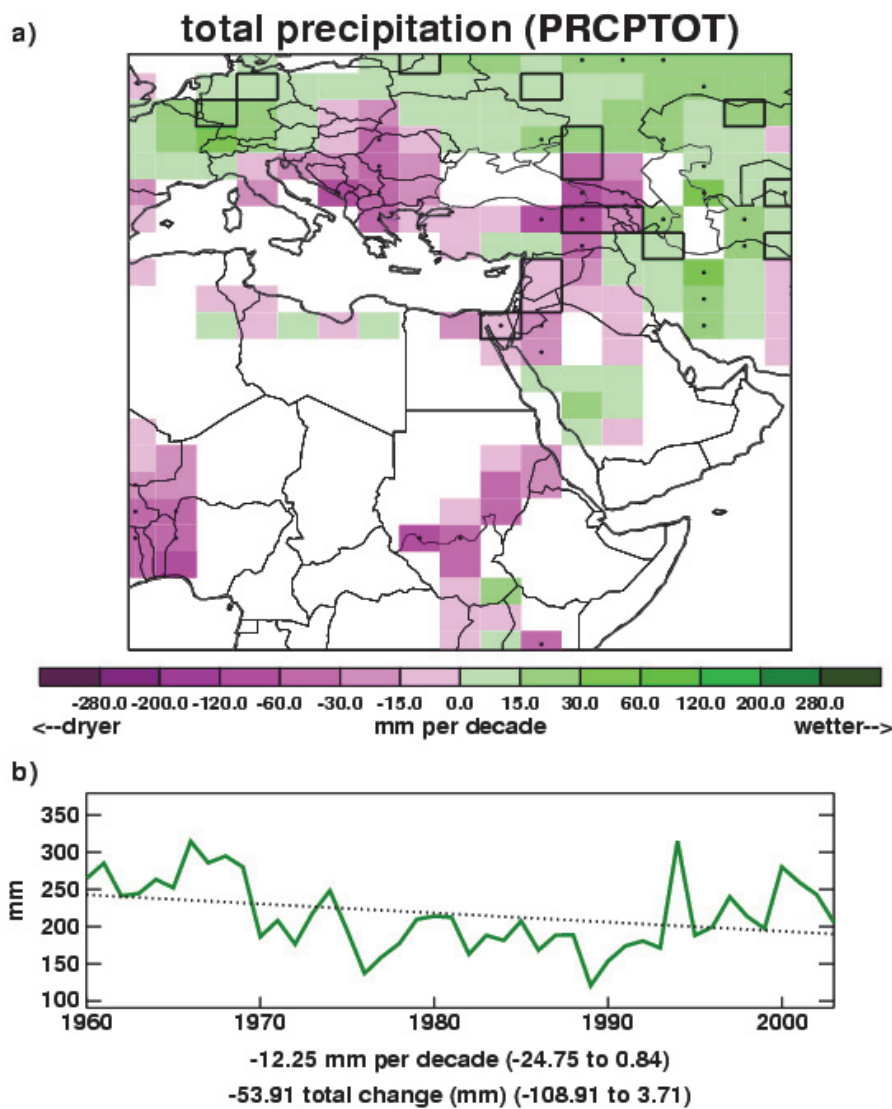 a) total precipitation (PRCPTOT)
-280.0 -200.0 -120.0 -60.0 -30.0 -15.0 0.0 15.0 30.0 60.0 120.0 200.0 280.0
<--dryer mm per decade wetter-->
b)
350
300
250
200
150
100
mm
1960 1970 1980 1990 2000
-12.25 mm per decade (-24.75 to 0.84)
-53.91 total change (mm) (-108.91 to 3.71)